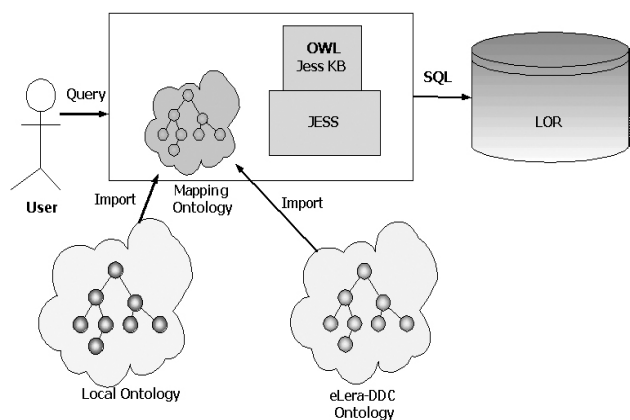 OWL
Jess KB
JESS
SQL
LOR
Query
User
Mapping
Ontology
Import
Import
Local Ontology
eLera-DDC
Ontology